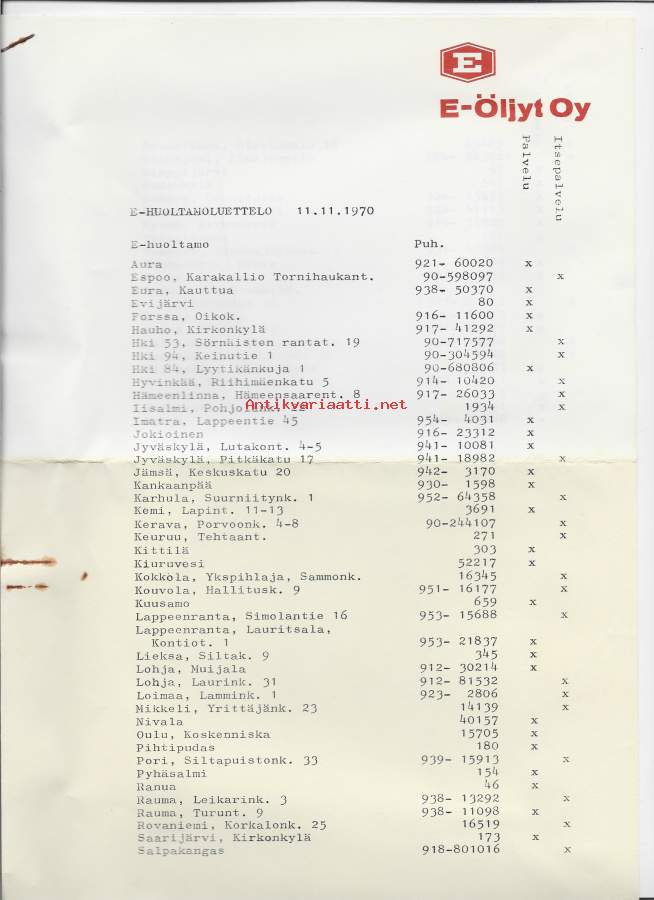 E
E-Öljyt Oy
Palvelu
Itsepalvelu
E-HUOLTAMOLUETTELO 11.11.1970
E-huoltamo Puh.
Aura 921- 60020 x
Espoo, Karakallio Tornihaukant. 90-598097 x
Eura, Kauttua 938- 50370 x
Evijärvi 80 x
Forssa, Oikok. 916- 11600 x
Hauho, Kirkonkylä 917- 41292 x
Hki 53, Sörnäisten rantat. 19 90-717577 x
Hki 94, Keinutie 1 90-304594 x
Hki 84, Lyytikänkuja 1 90-680806 x
Hyvinkää, Riihimäenkatu 5 914- 10420 x
Hämeenlinna, Hämeensaarent. 8 917- 26033 x
Antikvariaatti.net
Iisalmi, 1934 x
Imatra, Lappeentie 45 954- 4031 x
Jokioinen 916- 23312 x
Jyväskylä, Lutakont. 4-5 941- 10081 x
Jyväskylä, Pitkäkatu 17 941- 18982 x
Jämsä, Keskuskatu 20 942- 3170 x
Kankaanpää 930- 1598 x
Karhula, Suurniitynk. 1 952- 64358 x
Kemi, Lapint. 11-13 3691 x
Kerava, Porvoonk. 4-8 90-244107 x
Keuruu, Tehtaant. 271 x
Kittilä 303 x
Kiuruvesi 52217 x
Kokkola, Ykspihlaja, Sammonk. 16345 x
Kouvola, Hallitusk. 9 951- 16177 x
Kuusamo 659 x
Lappeenranta, Simolantie 16 953- 15688 x
Lappeenranta, Lauritsala,
Kontiot. 1 953- 21837 x
Lieksa, Siltak. 9 345 x
Lohja, Muijala 912- 30214 x
Lohja, Laurink. 31 912- 81532 x
Loimaa, Lammink. 1 923- 2806 x
Mikkeli, Yrittäjänk. 23 14139 x
Nivala 40157 x
Oulu, Koskenniska 15705 x
Pihtipudas 180 x
Pori, Siltapuistonk. 33 939- 15913 x
Pyhäsalmi 154 x
Ranua 46 x
Rauma, Leikarink. 3 938- 13292 x
Rauma, Turunt. 9 938- 11098 x
Rovaniemi, Korkalonk. 25 16519 x
Saarijärvi, Kirkonkylä 173 x
Salpakangas 918-801016 x